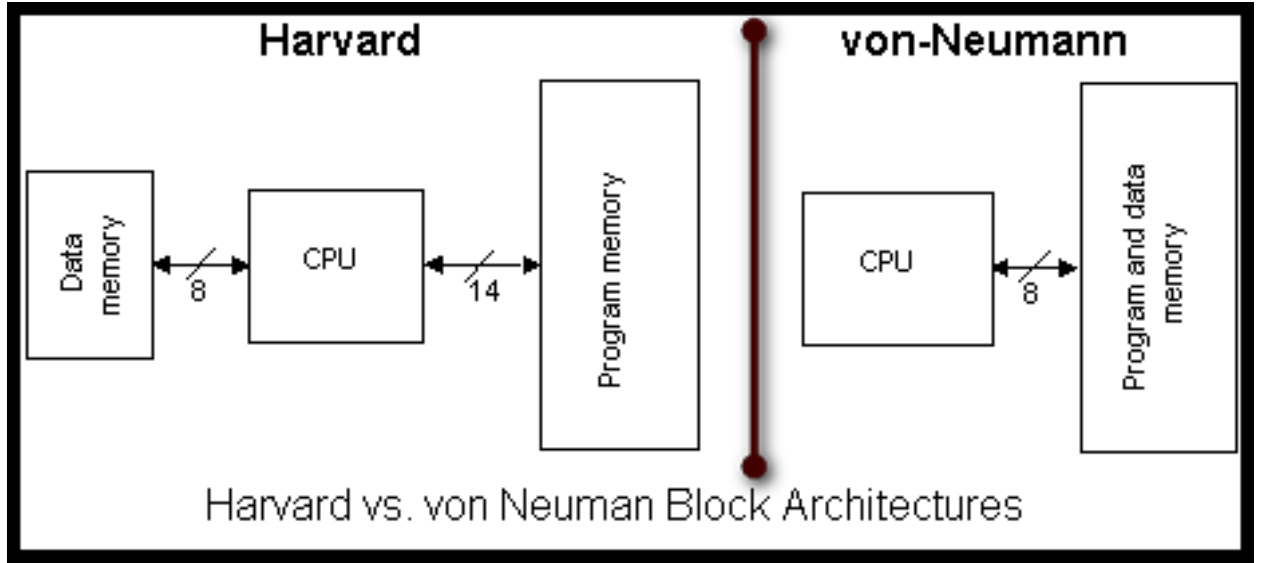 Harvard
von-Neumann
Data
memory
8
CPU
14
Program memory
CPU
8
Program and data
memory
Harvard vs. von Neuman Block Architectures